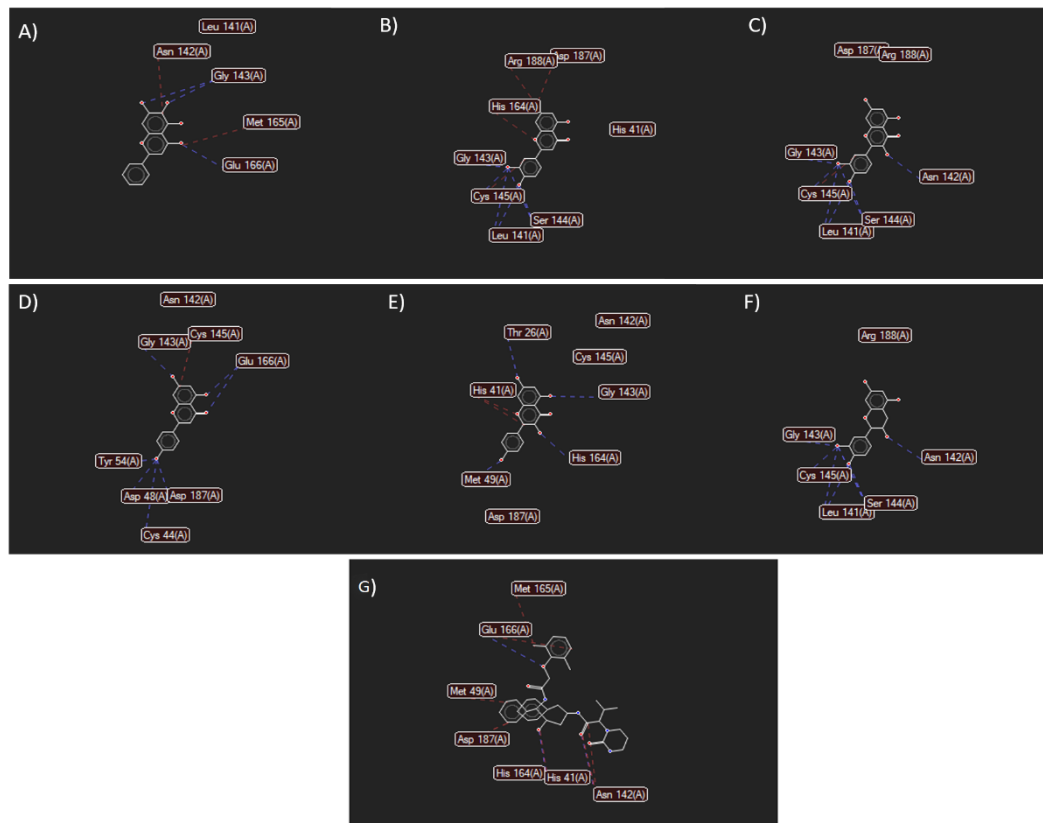 A)
Leu 141(A)
Asn 142(A)
Gly 143(A)
Met 165(A)
Glu 166(A)
B)
Arg 188(A)
Asp 187(A)
His 164(A)
His 41(A)
Gly 143(A)
Cys 145(A)
Ser 144(A)
Leu 141(A)
C)
Asp 187(A)
Arg 188(A)
Gly 143(A)
Asn 142(A)
Cys 145(A)
Ser 144(A)
Leu 141(A)
D)
Asn 142(A)
Cys 145(A)
Gly 143(A)
Glu 166(A)
Tyr 54(A)
Asp 48(A)
Asp 187(A)
Cys 44(A)
E)
Asn 142(A)
Thr 26(A)
Cys 145(A)
His 41(A)
Gly 143(A)
His 164(A)
Met 49(A)
Asp 187(A)
F)
Arg 188(A)
Gly 143(A)
Asn 142(A)
Cys 145(A)
Ser 144(A)
Leu 141(A)
G)
Met 165(A)
Glu 166(A)
Met 49(A)
Asp 187(A)
His 164(A)
His 41(A)
Asn 142(A)